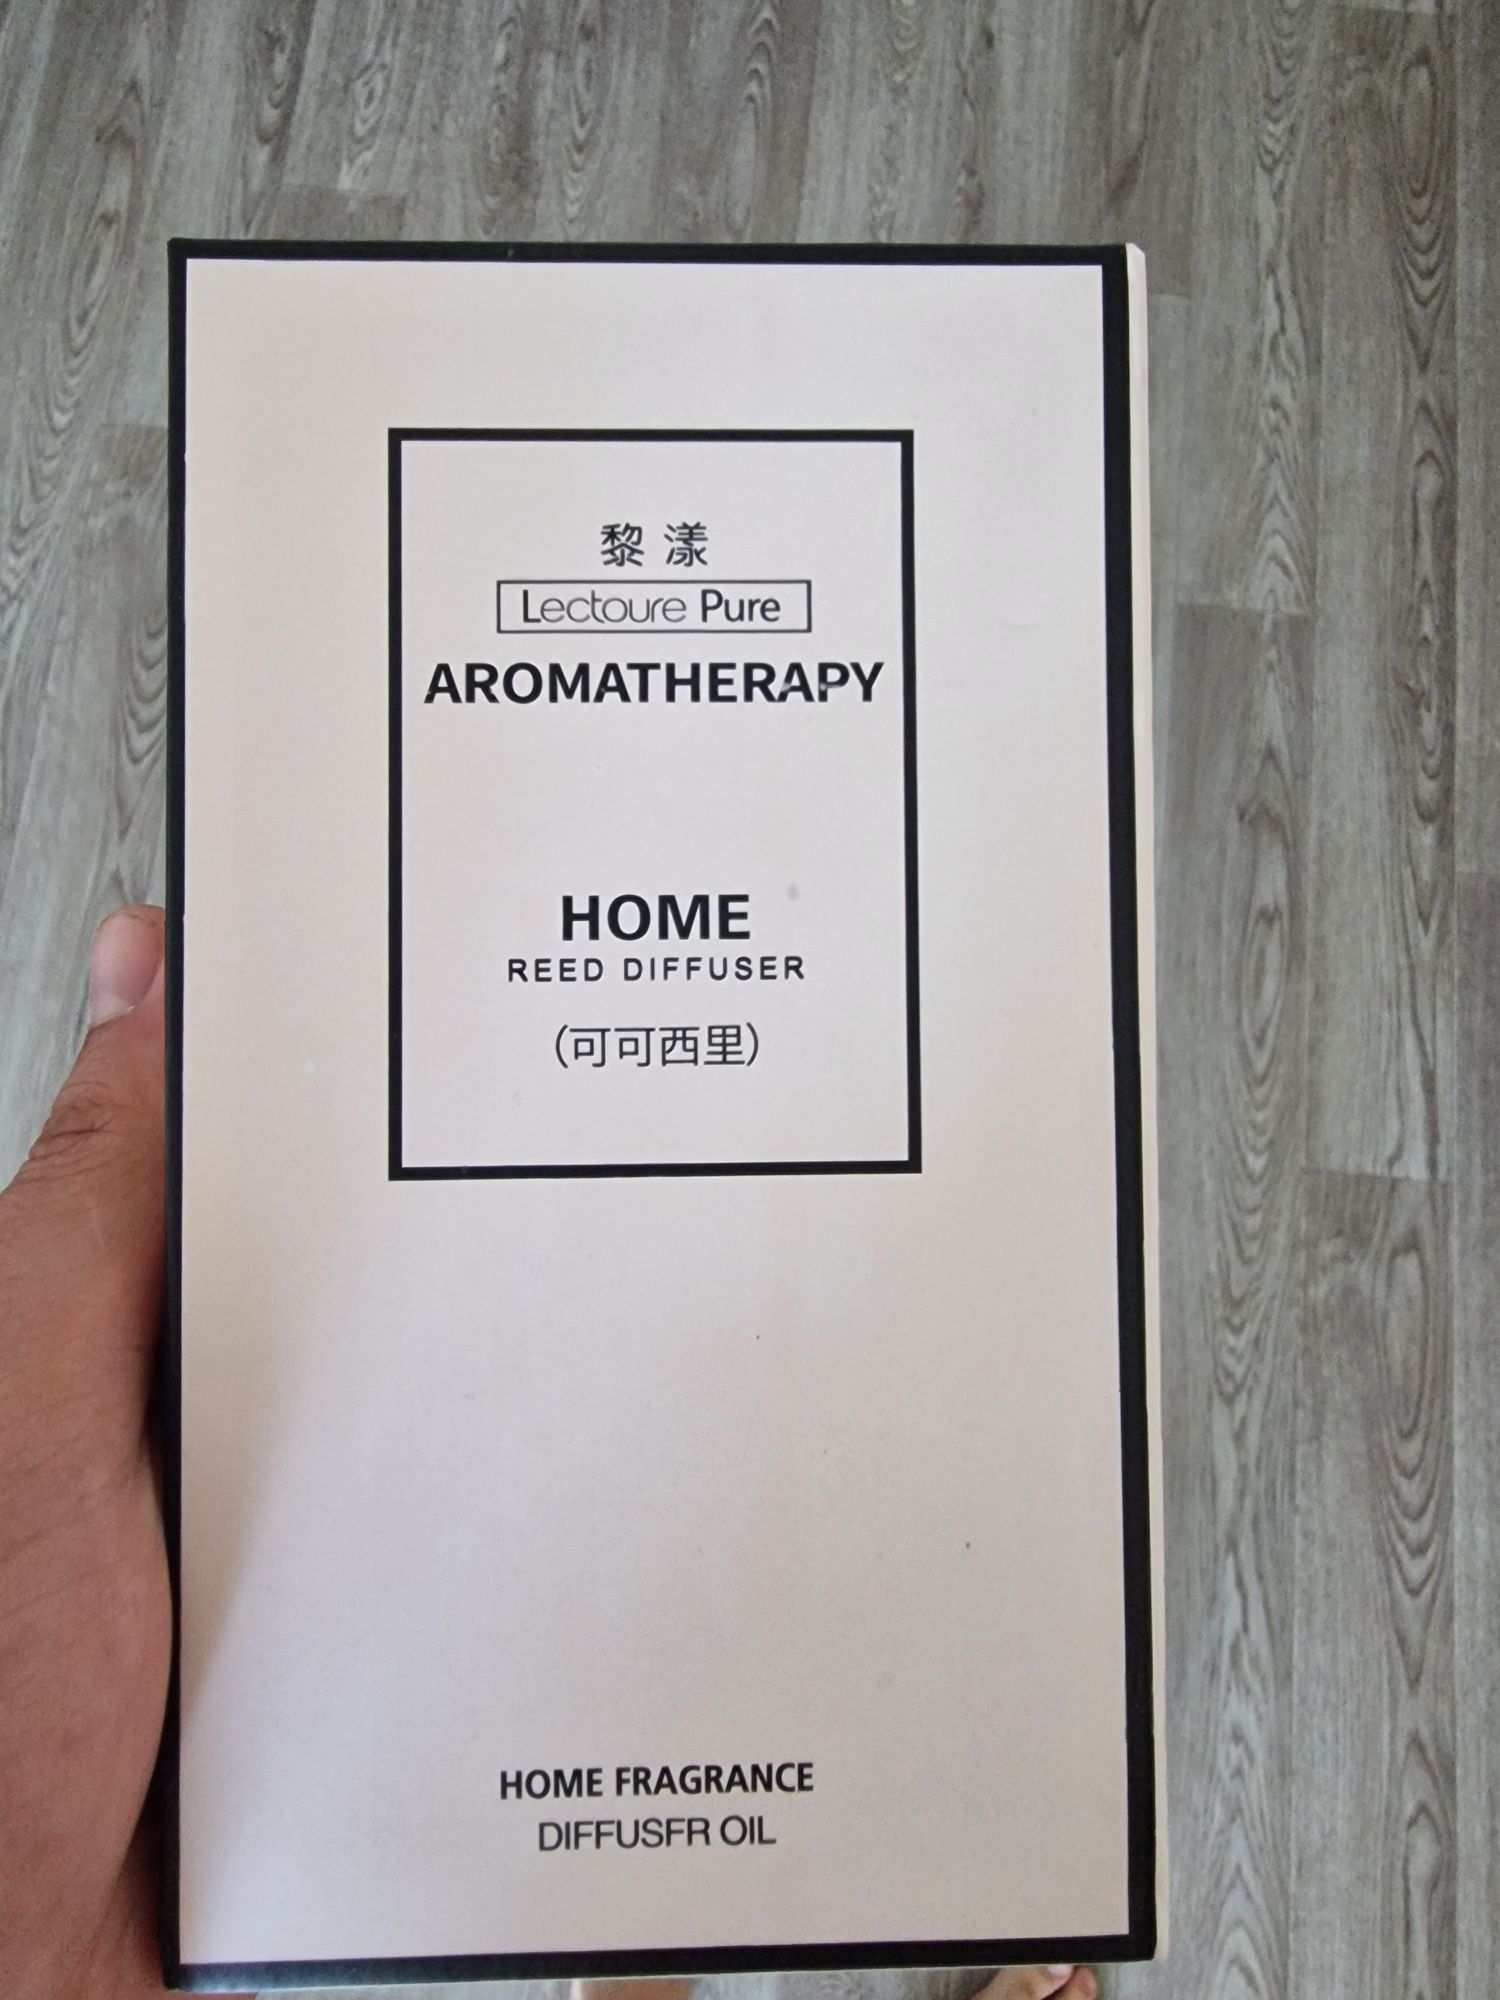 黎漾
Lectoure Pure
AROMATHERAPY
HOME
REED DIFFUSER
(可可西里)
HOME FRAGRANCE
DIFFUSFR OIL